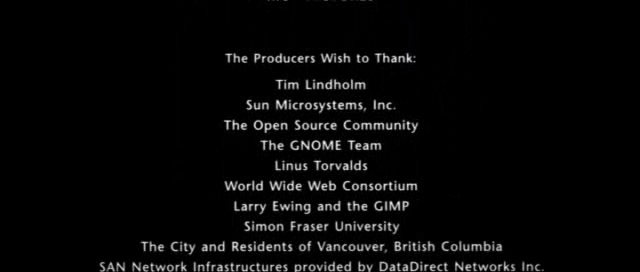 The Producers Wish to Thank:
Tim Lindholm
Sun Microsystems, Inc.
The Open Source Community
The GNOME Team
Linus Torvalds
World Wide Web Consortium
Larry Ewing and the GIMP
Simon Fraser University
The City and Residents of Vancouver, British Columbia
SAN Network Infrastructures provided by DataDirect Networks Inc.